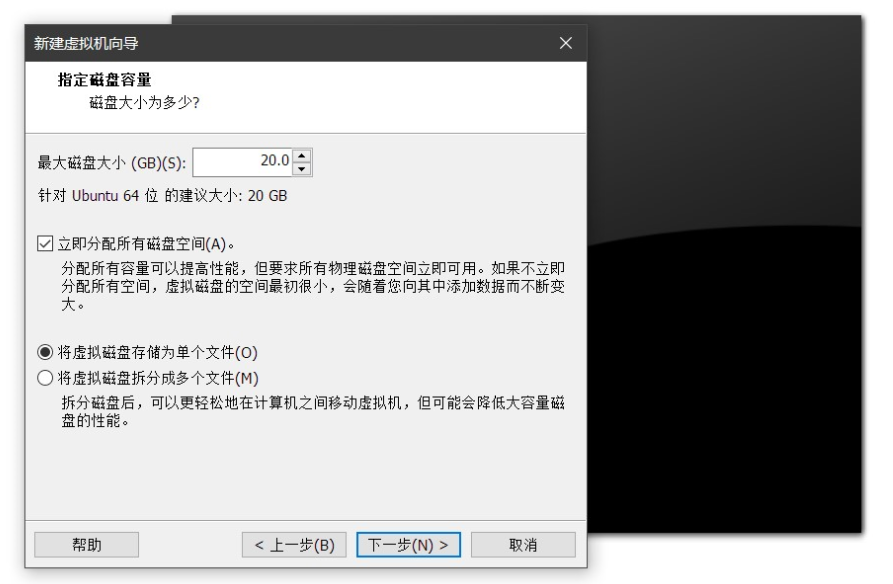 新建虚拟机向导
指定磁盘容量
磁盘大小为多少?
最大磁盘大小 (GB)(S): 20.0
针对 Ubuntu 64 位 的建议大小: 20 GB
立即分配所有磁盘空间(A)。
分配所有容量可以提高性能，但要求所有物理磁盘空间立即可用。如果不立即
分配所有空间，虚拟磁盘的空间最初很小，会随着您向其中添加数据而不断变
大。
将虚拟磁盘存储为单个文件(O)
将虚拟磁盘拆分成多个文件(M)
拆分磁盘后，可以更轻松地在计算机之间移动虚拟机，但可能会降低大容量磁
盘的性能。
帮助 < 上一步(B) 下一步(N) > 取消